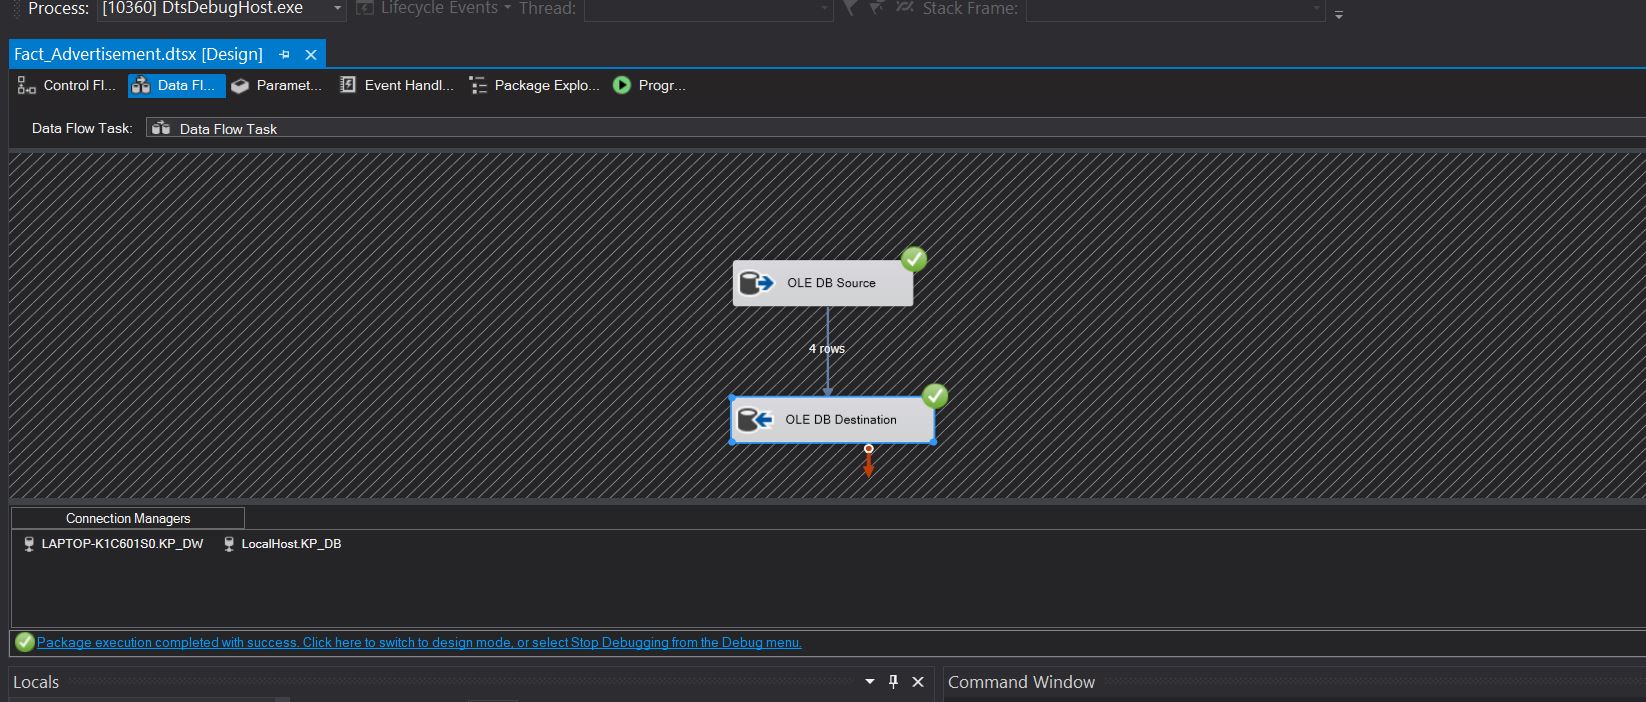 Process: [10360] DtsDebugHost.exe Lifecycle Events Thread: Stack Frame:
Fact_Advertisement.dtsx [Design]
Control Fl... Data Fl... Paramet... Event Handl... Package Explo... Progr...
Data Flow Task: Data Flow Task
OLE DB Source
4 rows
OLE DB Destination
Connection Managers
LAPTOP-K1C601S0.KP_DW LocalHost.KP_DB
Package execution completed with success. Click here to switch to design mode, or select Stop Debugging from the Debug menu.
Locals Command Window